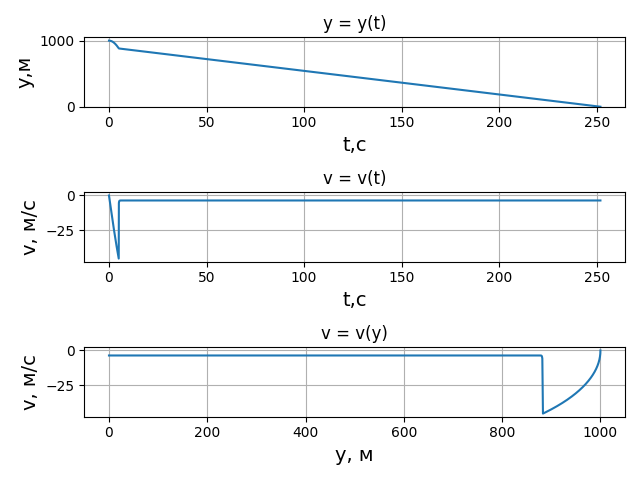 y = y(t)
1000
0
y,м
0 50 100 150 200 250
t,с
v = v(t)
0
−25
v, м/с
0 50 100 150 200 250
t,с
v = v(y)
0
−25
v, м/с
0 200 400 600 800 1000
y, м